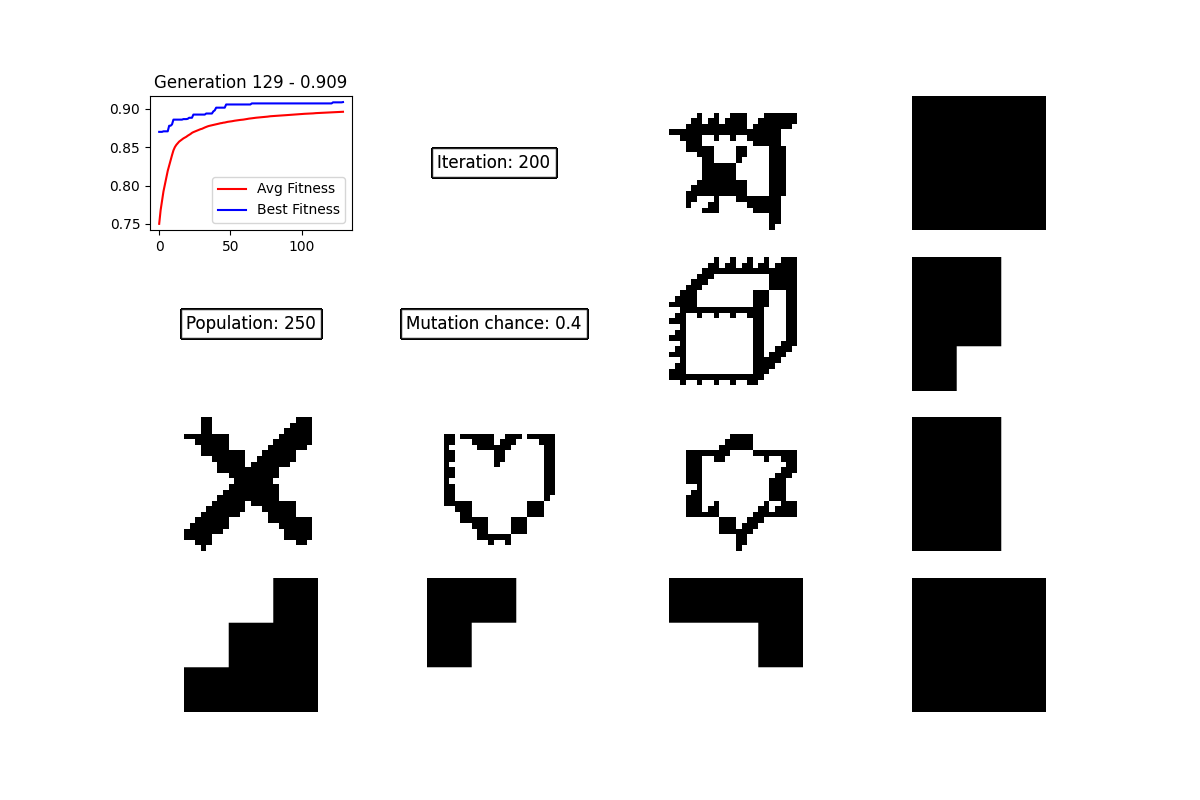 Generation 129 - 0.909
0.90
0.85
0.80
0.75
Avg Fitness
Best Fitness
0 50 100
Iteration: 200
Population: 250
Mutation chance: 0.4